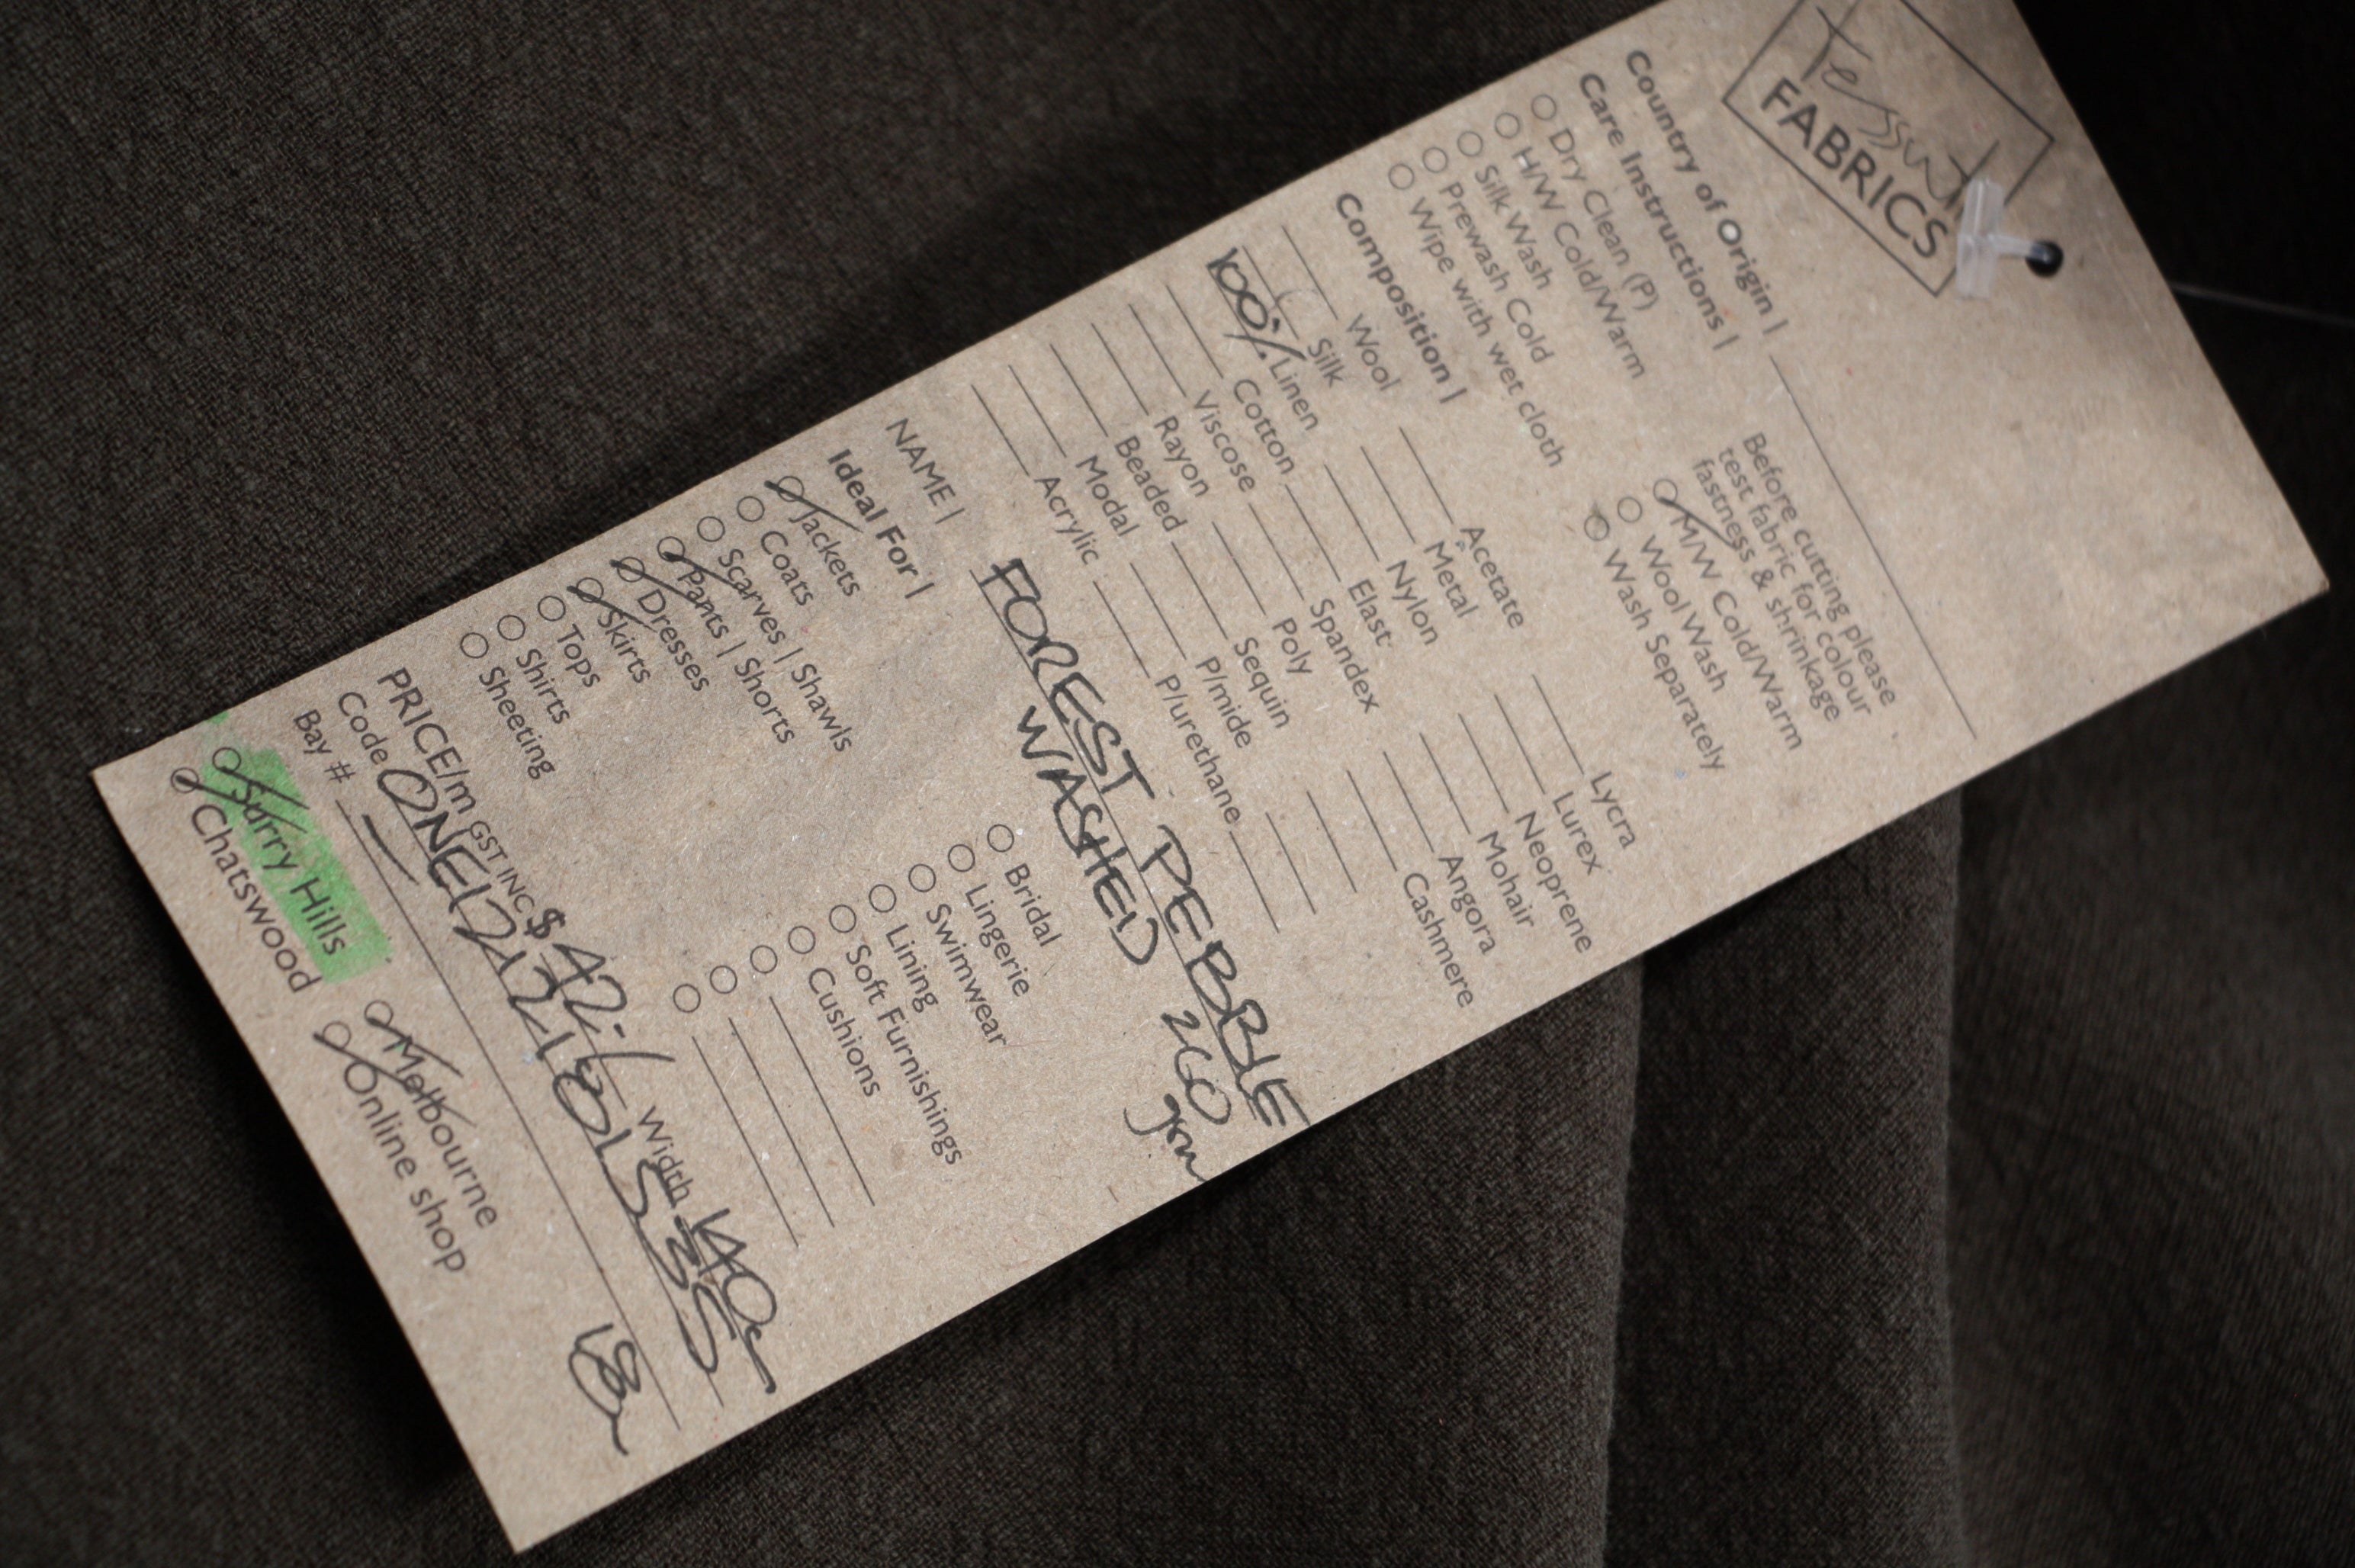 Tessuti
FABRICS
Country of Origin |
Care Instructions |
Dry Clean (P)
H/W Cold/Warm
Silk Wash
Prewash Cold
Wipe with wet cloth
Before cutting please
test fabric for colour
fastness & shrinkage
M/W Cold/Warm
Wool Wash
Wash Separately
Composition |
Wool
Silk
100% Linen
Cotton
Viscose
Rayon
Beaded
Modal
Acrylic
Acetate
Metal
Nylon
Elast
Spandex
Poly
Sequin
P/mide
P/urethane
Lycra
Lurex
Neoprene
Mohair
Angora
Cashmere
NAME | FOREST PEBBLE
WASHED 260
gsm
Ideal For |
Jackets
Coats
Scarves | Shawls
Pants | Shorts
Dresses
Skirts
Tops
Shirts
Sheeting
Bridal
Lingerie
Swimwear
Lining
Soft Furnishings
Cushions
PRICE/m GST INC $ 42.- Width 140
Code
Bay #
Surry Hills
Chatswood
Melbourne
Online shop